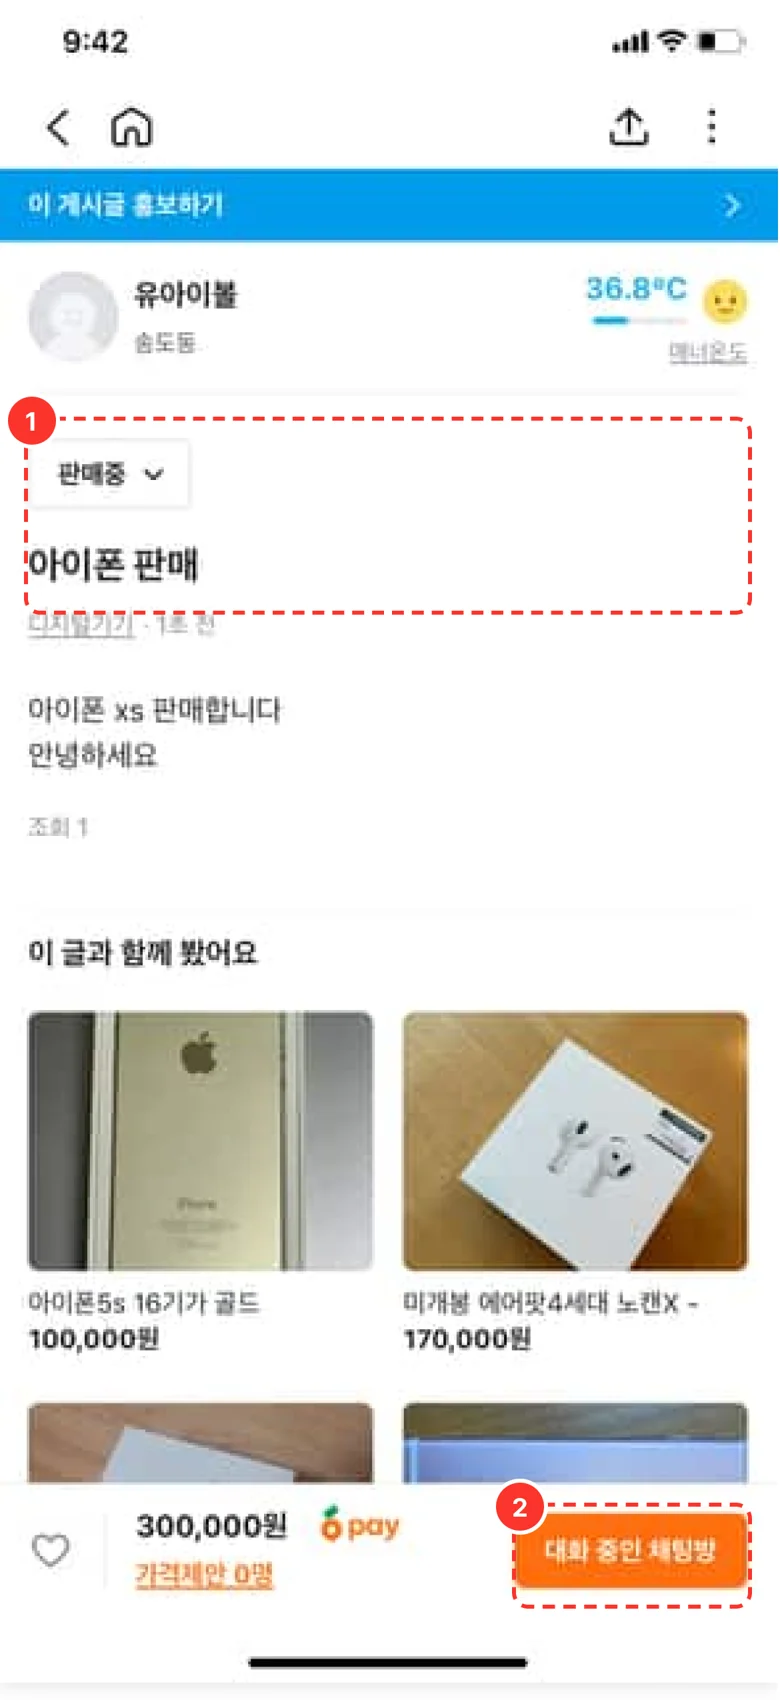 9:42
이 게시글 홍보하기
유아이볼
송도동
36.8°C
매너온도
1
판매중
아이폰 판매
디지털기기 · 1초 전
아이폰 xs 판매합니다
안녕하세요
조회 1
이 글과 함께 봤어요
아이폰5s 16기가 골드
100,000원
미개봉 에어팟4세대 노캔X -
170,000원
300,000원
pay
가격제안 0명
2
대화 중인 채팅방